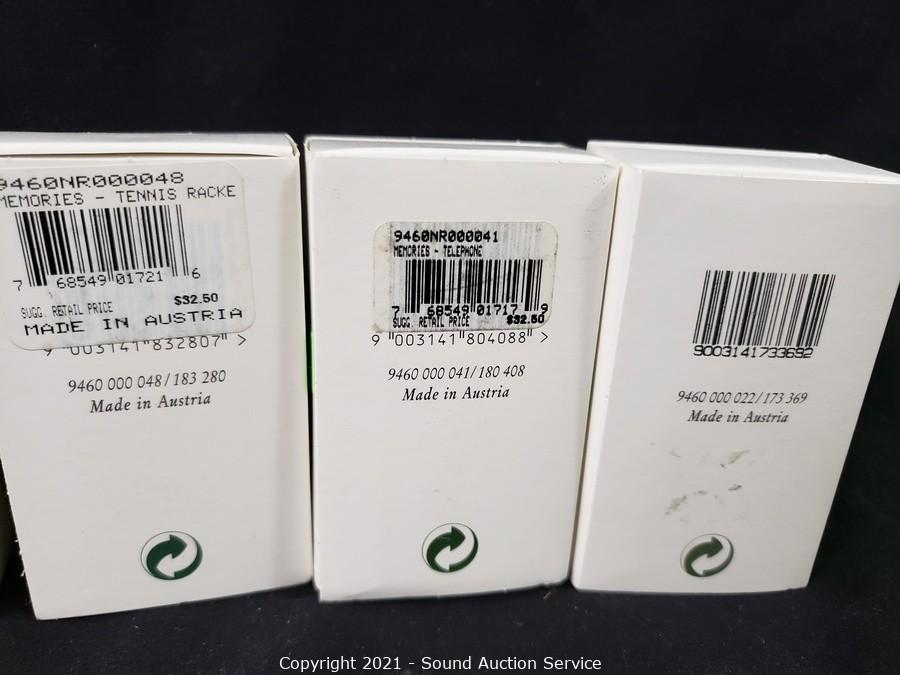 9460NR000048
MEMORIES - TENNIS RACKE
7 68549 01721 6
SUGG. RETAIL PRICE $32.50
MADE IN AUSTRIA
9 003141 832807 >
9460 000 048/183 280
Made in Austria
9460NR000041
MEMORIES - TELEPHONE
7 68549 01717 9
SUGG. RETAIL PRICE $32.50
9 003141 804088 >
9460 000 041/180 408
Made in Austria
9003141733692
9460 000 022/173 369
Made in Austria
Copyright 2021 - Sound Auction Service